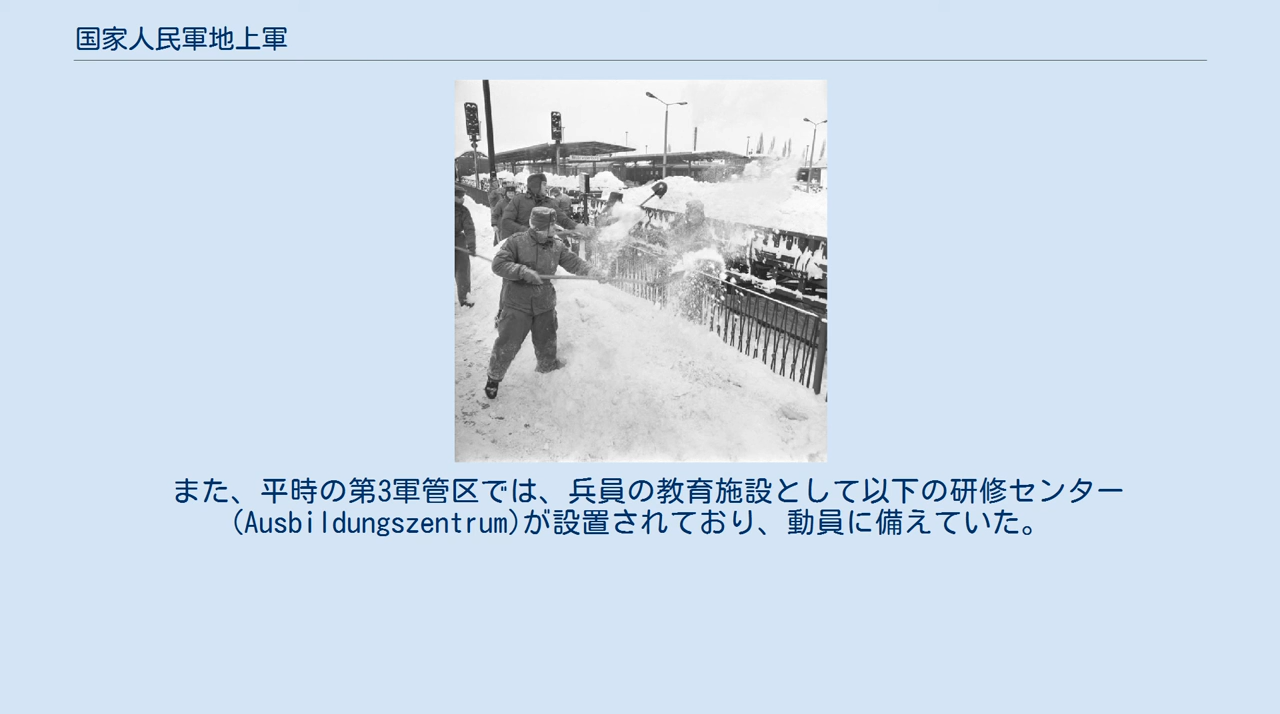 国家人民軍地上軍
また、平時の第3軍管区では、兵員の教育施設として以下の研修センター
(Ausbildungszentrum)が設置されており、動員に備えていた。